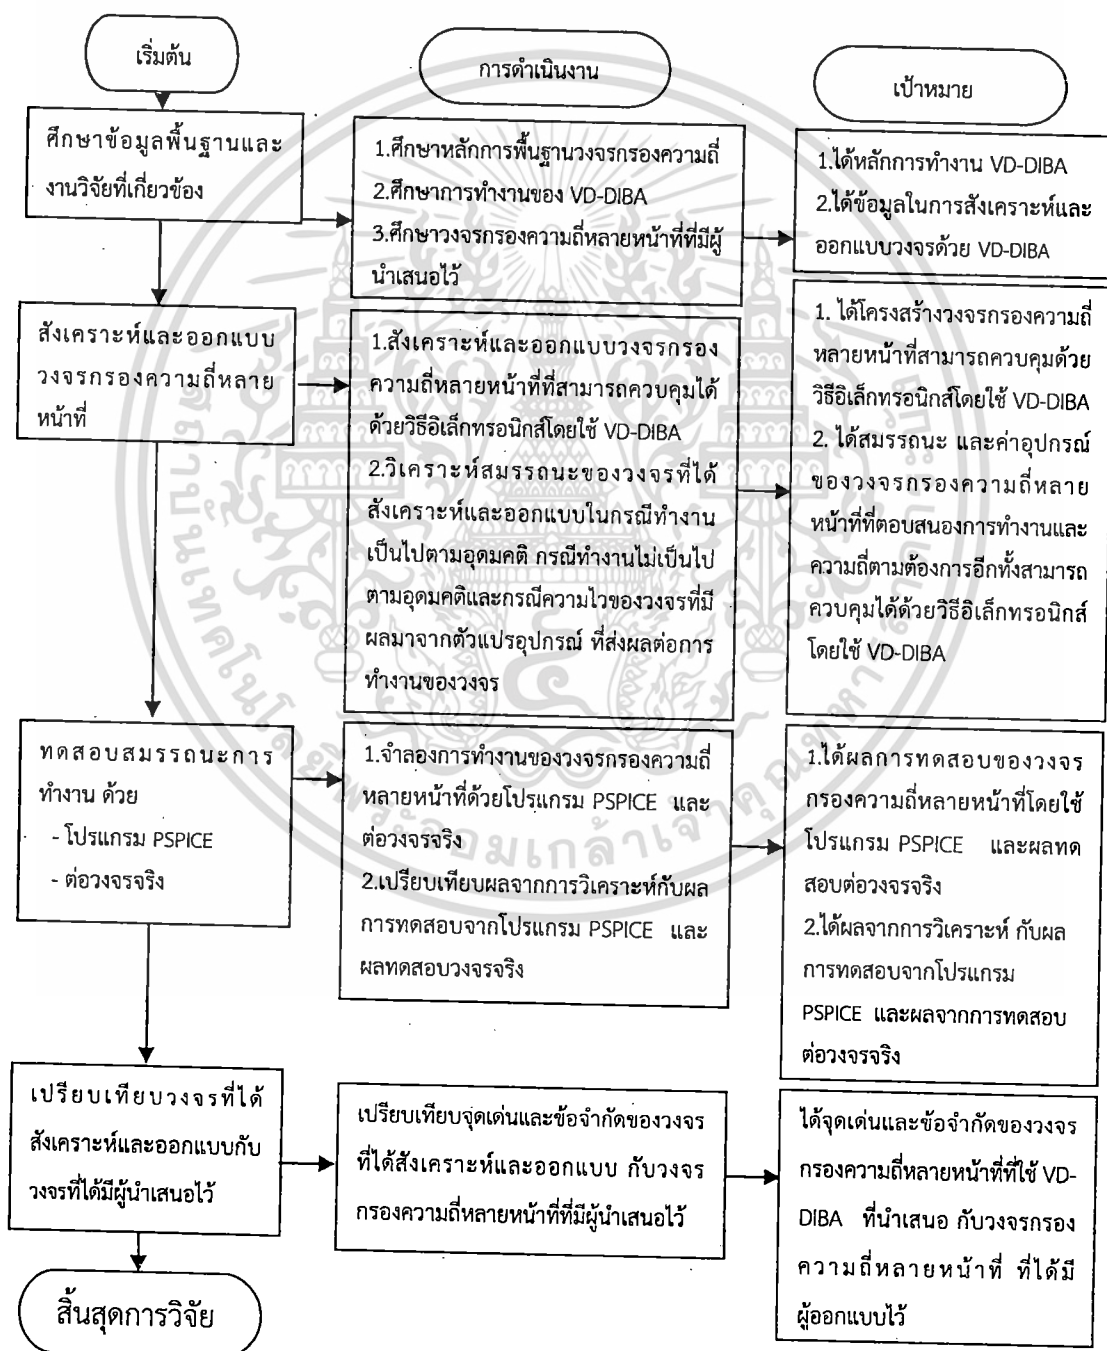 เริ่มต้น
การดำเนินงาน
เป้าหมาย
ศึกษาข้อมูลพื้นฐานและ
งานวิจัยที่เกี่ยวข้อง
1.ศึกษาหลักการพื้นฐานวงจรกรองความถี่
2.ศึกษาการทำงานของ VD-DIBA
3.ศึกษาวงจรกรองความถี่หลายหน้าที่ที่มีผู้
นำเสนอไว้
1.ได้หลักการทำงาน VD-DIBA
2.ได้ข้อมูลในการสังเคราะห์และ
ออกแบบวงจรด้วย VD-DIBA
สังเคราะห์และออกแบบ
วงจรกรองความถี่หลาย
หน้าที่
1.สังเคราะห์และออกแบบวงจรกรอง
ความถี่หลายหน้าที่ที่สามารถควบคุมได้
ด้วยวิธีอิเล็กทรอนิกส์โดยใช้ VD-DIBA
2.วิเคราะห์สมรรถนะของวงจรที่ได้
สังเคราะห์และออกแบบในกรณีทำงาน
เป็นไปตามอุดมคติ กรณีทำงานไม่เป็นไป
ตามอุดมคติและกรณีความไวของวงจรที่มี
ผลมาจากตัวแปรอุปกรณ์ ที่ส่งผลต่อการ
ทำงานของวงจร
1. ได้โครงสร้างวงจรกรองความถี่
หลายหน้าที่สามารถควบคุมด้วย
วิธีอิเล็กทรอนิกส์โดยใช้ VD-DIBA
2. ได้สมรรถนะ และค่าอุปกรณ์
ของวงจรกรองความถี่หลาย
หน้าที่ที่ตอบสนองการทำงานและ
ความถี่ตามต้องการอีกทั้งสามารถ
ควบคุมได้ด้วยวิธีอิเล็กทรอนิกส์
โดยใช้ VD-DIBA
ทดสอบสมรรถนะการ
ทำงาน ด้วย
- โปรแกรม PSPICE
- ต่อวงจรจริง
1.จำลองการทำงานของวงจรกรองความถี่
หลายหน้าที่ด้วยโปรแกรม PSPICE และ
ต่อวงจรจริง
2.เปรียบเทียบผลจากการวิเคราะห์กับผล
การทดสอบจากโปรแกรม PSPICE และ
ผลทดสอบวงจรจริง
1.ได้ผลการทดสอบของวงจร
กรองความถี่หลายหน้าที่โดยใช้
โปรแกรม PSPICE และผลทด
สอบต่อวงจรจริง
2.ได้ผลจากการวิเคราะห์ กับผล
การทดสอบจากโปรแกรม
PSPICE และผลจากการทดสอบ
ต่อวงจรจริง
เปรียบเทียบวงจรที่ได้
สังเคราะห์และออกแบบกับ
วงจรที่ได้มีผู้นำเสนอไว้
เปรียบเทียบจุดเด่นและข้อจำกัดของวงจร
ที่ได้สังเคราะห์และออกแบบ กับวงจร
กรองความถี่หลายหน้าที่ที่มีผู้นำเสนอไว้
ได้จุดเด่นและข้อจำกัดของวงจร
กรองความถี่หลายหน้าที่ที่ใช้ VD-
DIBA ที่นำเสนอ กับวงจรกรอง
ความถี่หลายหน้าที่ ที่ได้มี
ผู้ออกแบบไว้
สิ้นสุดการวิจัย